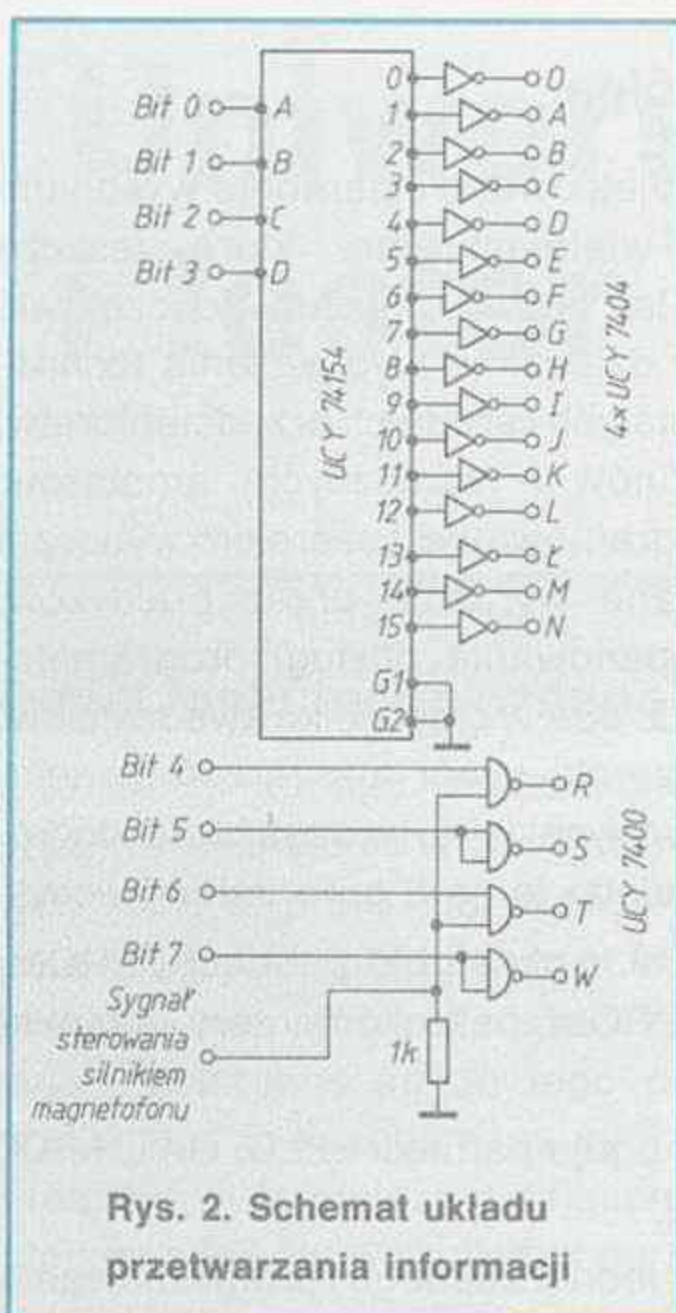 Bit 0 A 0 O
1 A
Bit 1 B 2 B
3 C
Bit 2 C 4 D
Bit 3 D 5 E
6 F
7 G
8 H
9 I
10 J
11 K
12 L
13 Ł
14 M
15 N
UCY 74154
4x UCY 7404
G1
G2
Bit 4 R
Bit 5 S
Bit 6 T
Bit 7 W
UCY 7400
Sygnał
sterowania
silnikiem
magnetofonu
1k
Rys. 2. Schemat układu
przetwarzania informacji